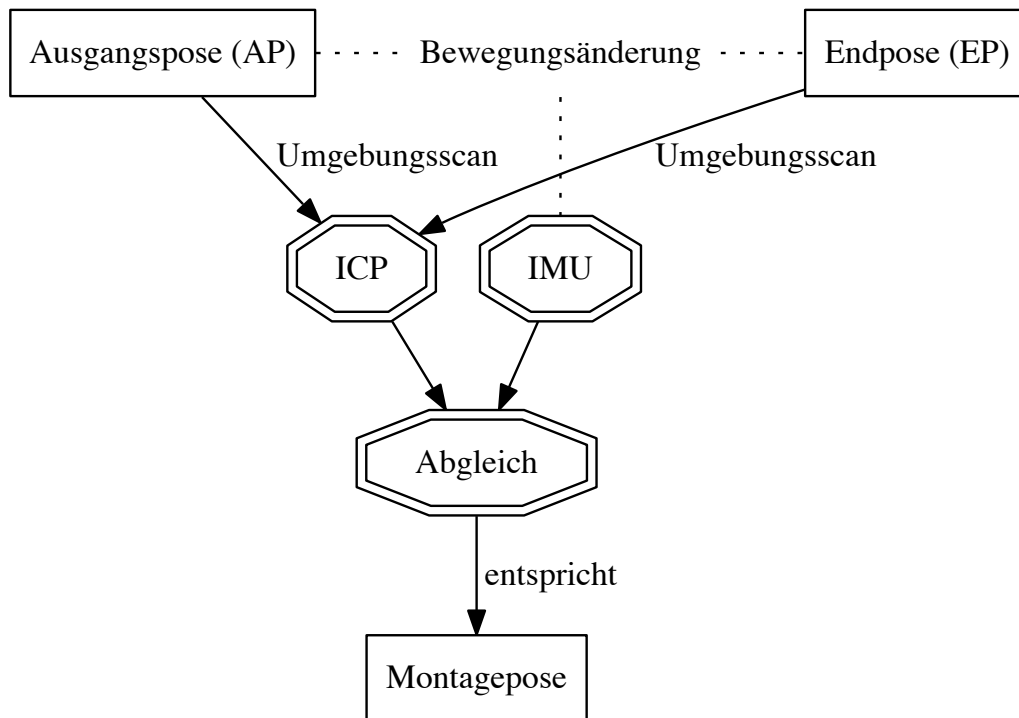 Ausgangspose (AP)
Bewegungsänderung
Endpose (EP)
Umgebungsscan
Umgebungsscan
ICP
IMU
Abgleich
entspricht
Montagepose